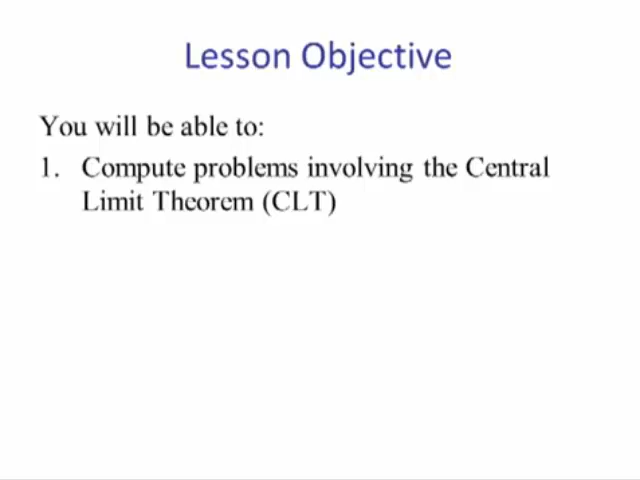 Lesson Objective
You will be able to:
1. Compute problems involving the Central
Limit Theorem (CLT)